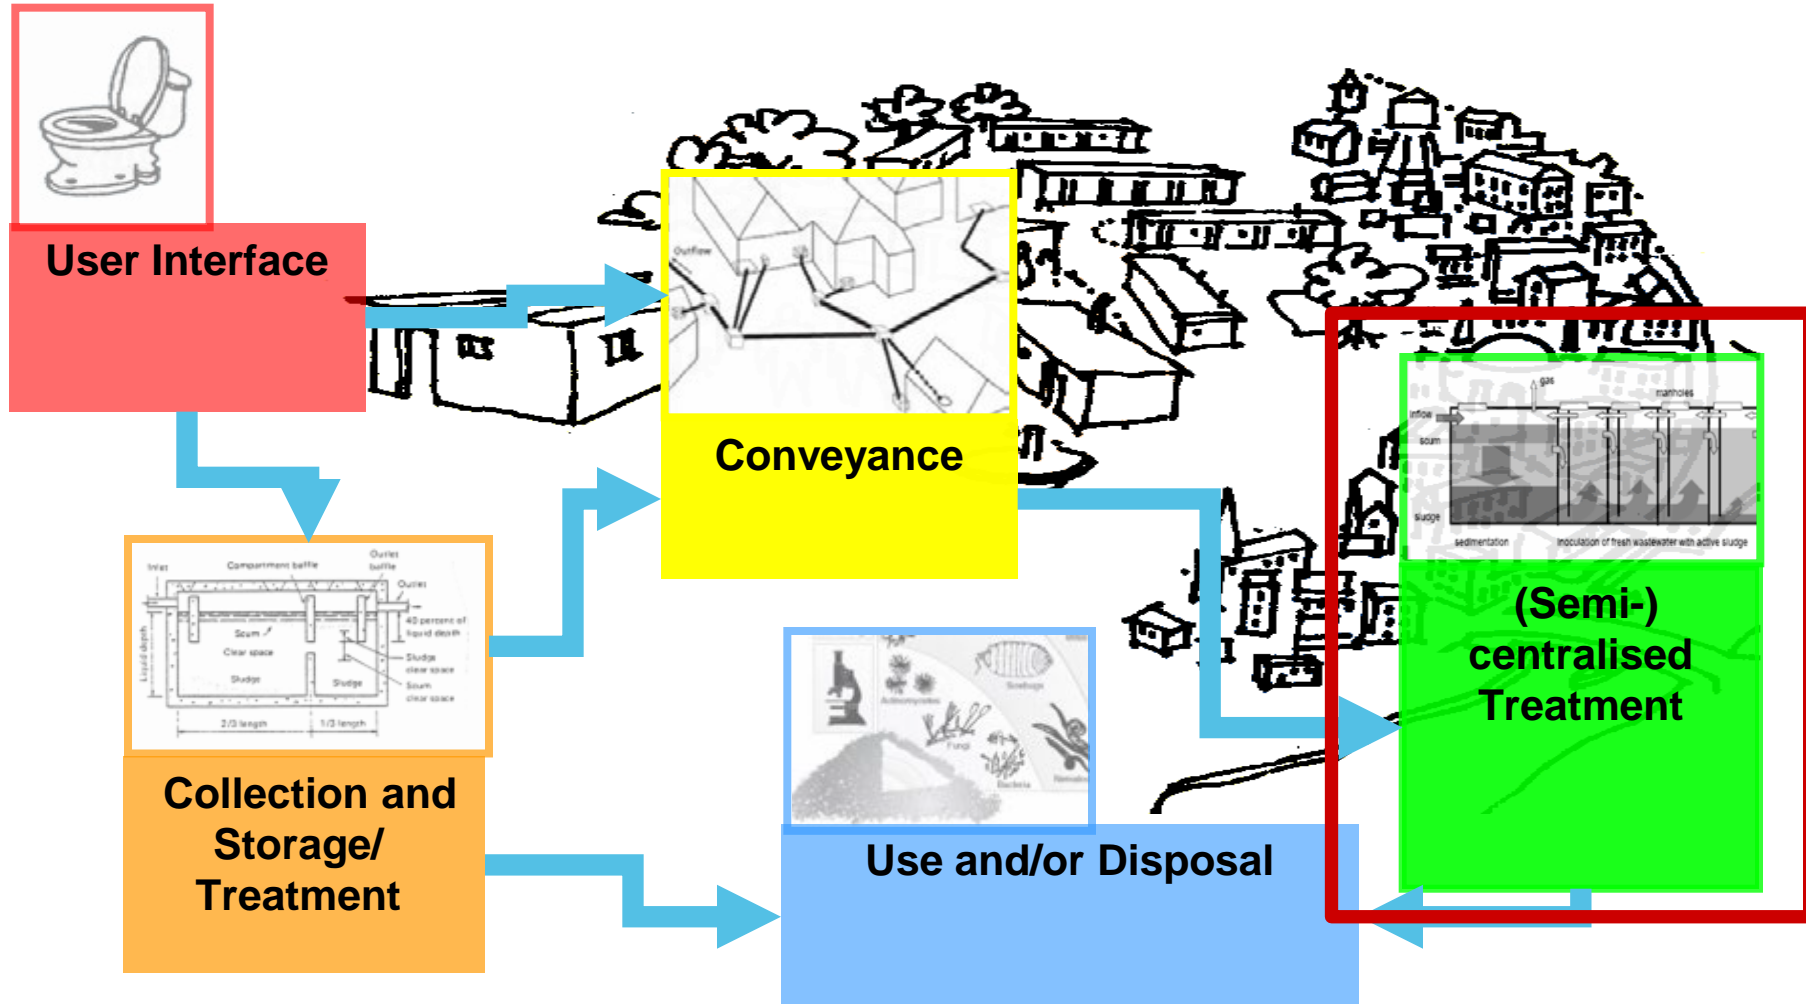 User Interface
Outflow
Conveyance
gas
manholes
inflow
scum
sludge
sedimentation
Inoculation of fresh wastewater with active sludge
(Semi-)
centralised
Treatment
Inlet
Compartment baffle
Outlet
baffle
Outlet
40 percent of
liquid depth
Scum
Clear space
Sludge
clear space
Scum
clear space
Sludge
Sludge
Liquid depth
2/3 length
1/3 length
Collection and
Storage/
Treatment
Sowbugs
Actinomycetes
Fungi
Bacteria
Use and/or Disposal